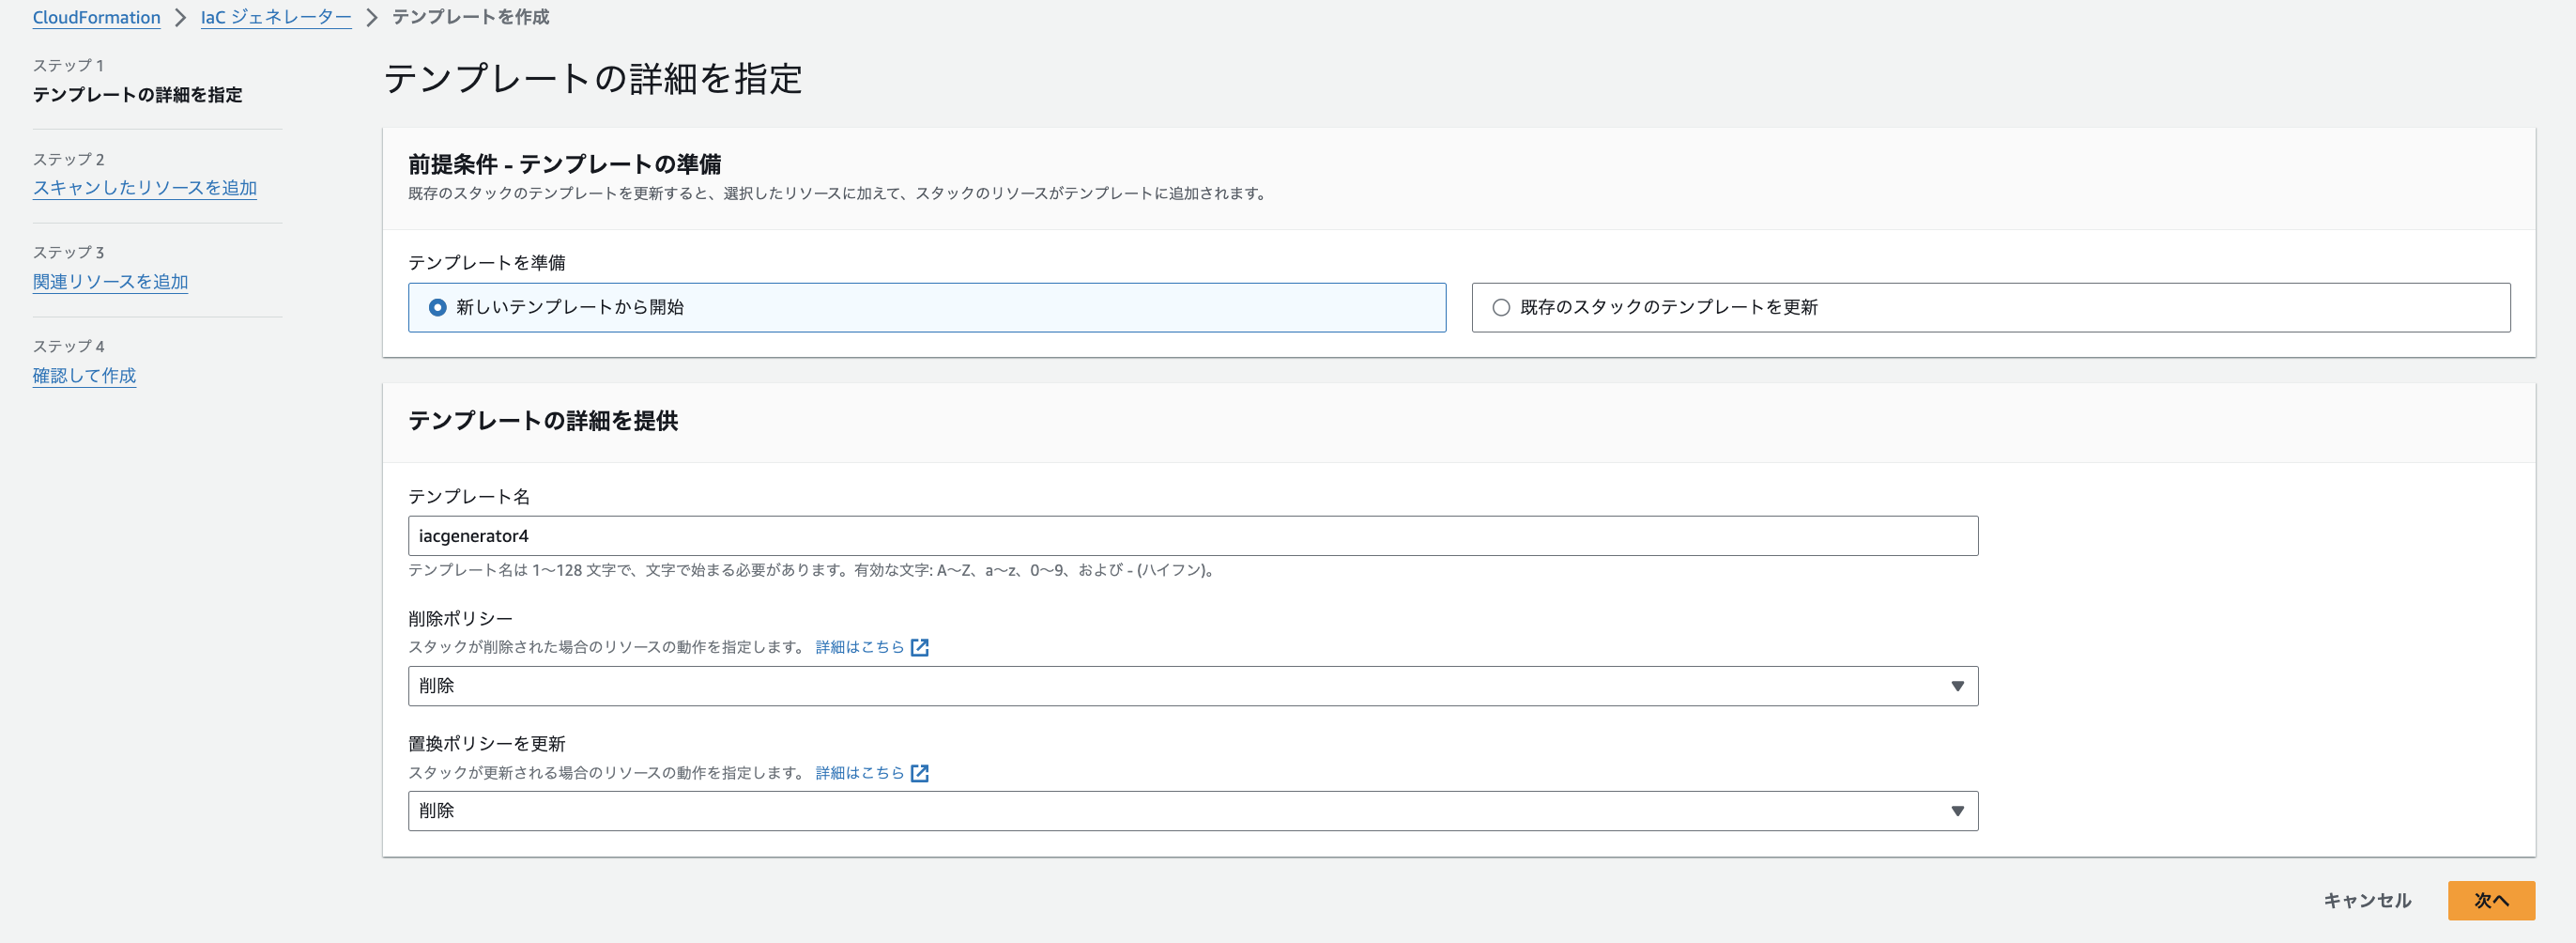 CloudFormation > IaC ジェネレーター > テンプレートを作成
ステップ 1
テンプレートの詳細を指定
ステップ 2
スキャンしたリソースを追加
ステップ 3
関連リソースを追加
ステップ 4
確認して作成
テンプレートの詳細を指定
前提条件 - テンプレートの準備
既存のスタックのテンプレートを更新すると、選択したリソースに加えて、スタックのリソースがテンプレートに追加されます。
テンプレートを準備
新しいテンプレートから開始
既存のスタックのテンプレートを更新
テンプレートの詳細を提供
テンプレート名
iacgenerator4
テンプレート名は 1〜128 文字で、文字で始まる必要があります。有効な文字: A〜Z、a〜z、0〜9、および - (ハイフン)。
削除ポリシー
スタックが削除された場合のリソースの動作を指定します。 詳細はこちら
削除
置換ポリシーを更新
スタックが更新される場合のリソースの動作を指定します。 詳細はこちら
削除
キャンセル
次へ